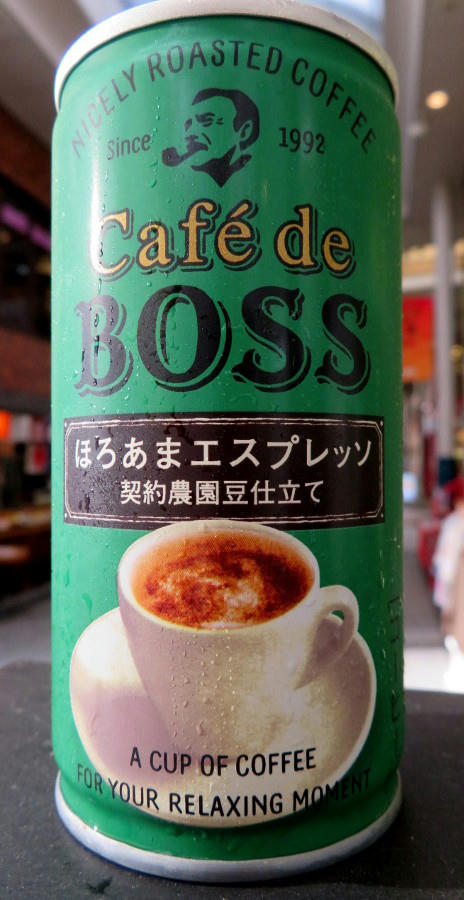 NICELY ROASTED COFFEE
Since 1992
Café de
BOSS
ほろあまエスプレッソ
契約農園豆仕立て
A CUP OF COFFEE
FOR YOUR RELAXING MOMENT